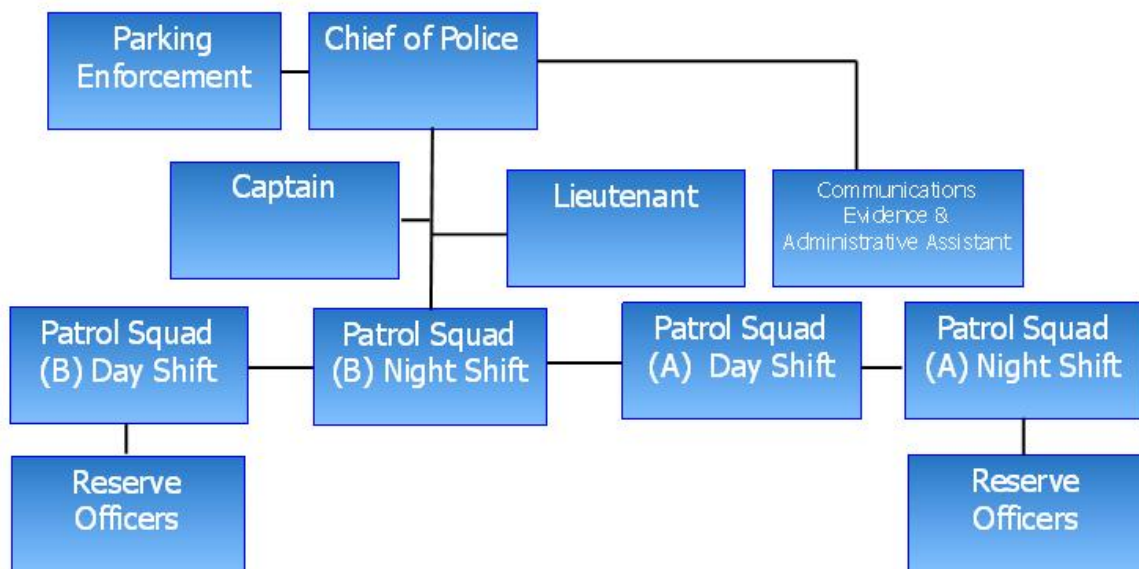 Parking
Enforcement
Chief of Police
Captain
Lieutenant
Communications
Evidence &
Administrative Assistant
Patrol Squad
(B) Day Shift
Patrol Squad
(B) Night Shift
Patrol Squad
(A) Day Shift
Patrol Squad
(A) Night Shift
Reserve
Officers
Reserve
Officers